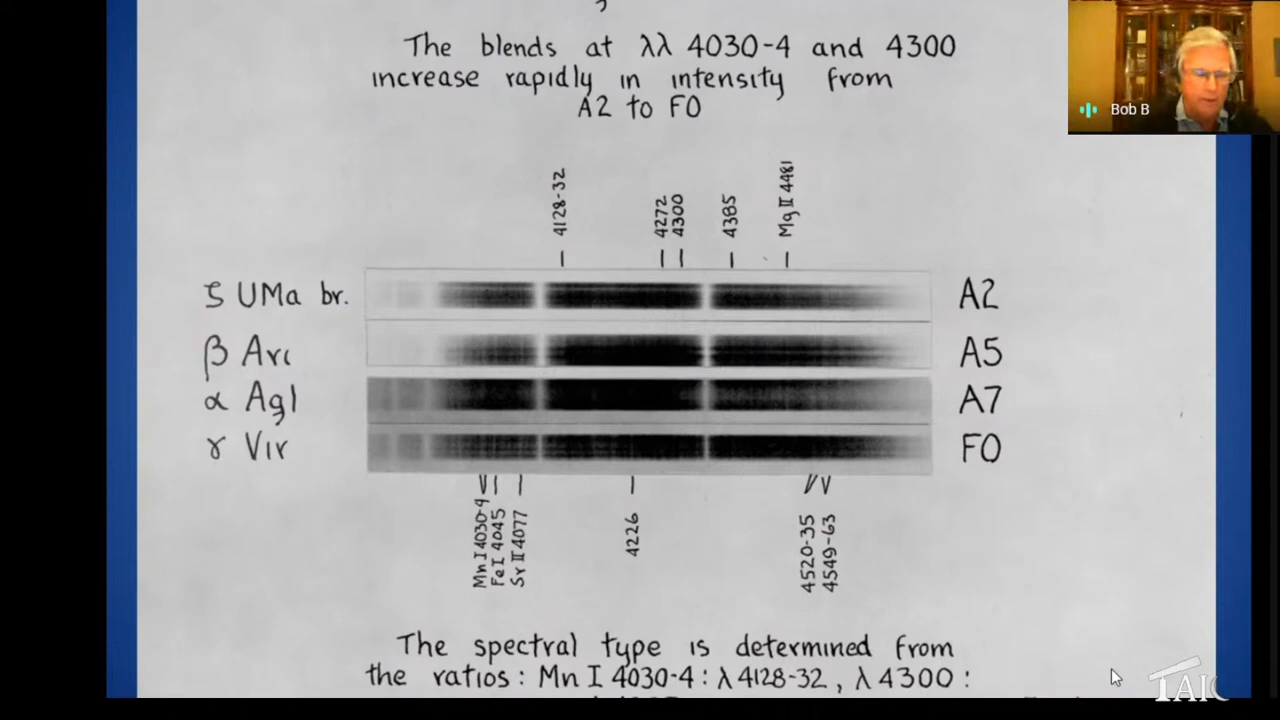 The blends at λλ 4030-4 and 4300
increase rapidly in intensity from
A2 to F0
4128-32
4272
4300
4385
Mg II 4481
ζ UMa br.
A2
β Ari
A5
α Aql
A7
γ Vir
F0
Mn I 4030-4
Fe I 4045
Sr II 4077
4226
4520-35
4549-63
The spectral type is determined from
the ratios: Mn I 4030-4 : λ 4128-32, λ 4300 :
Bob B
TAIC